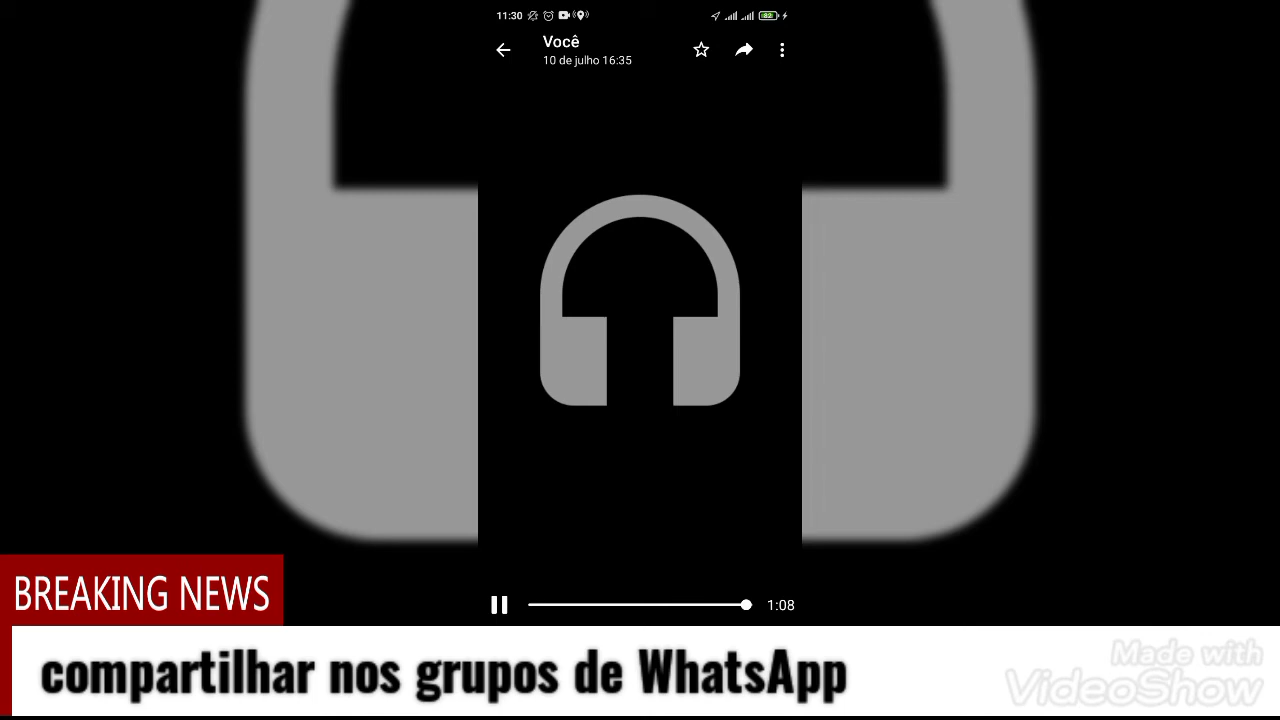 11:30
82
Você
10 de julho 16:35
1:08
BREAKING NEWS
compartilhar nos grupos de WhatsApp
Made with
VideoShow